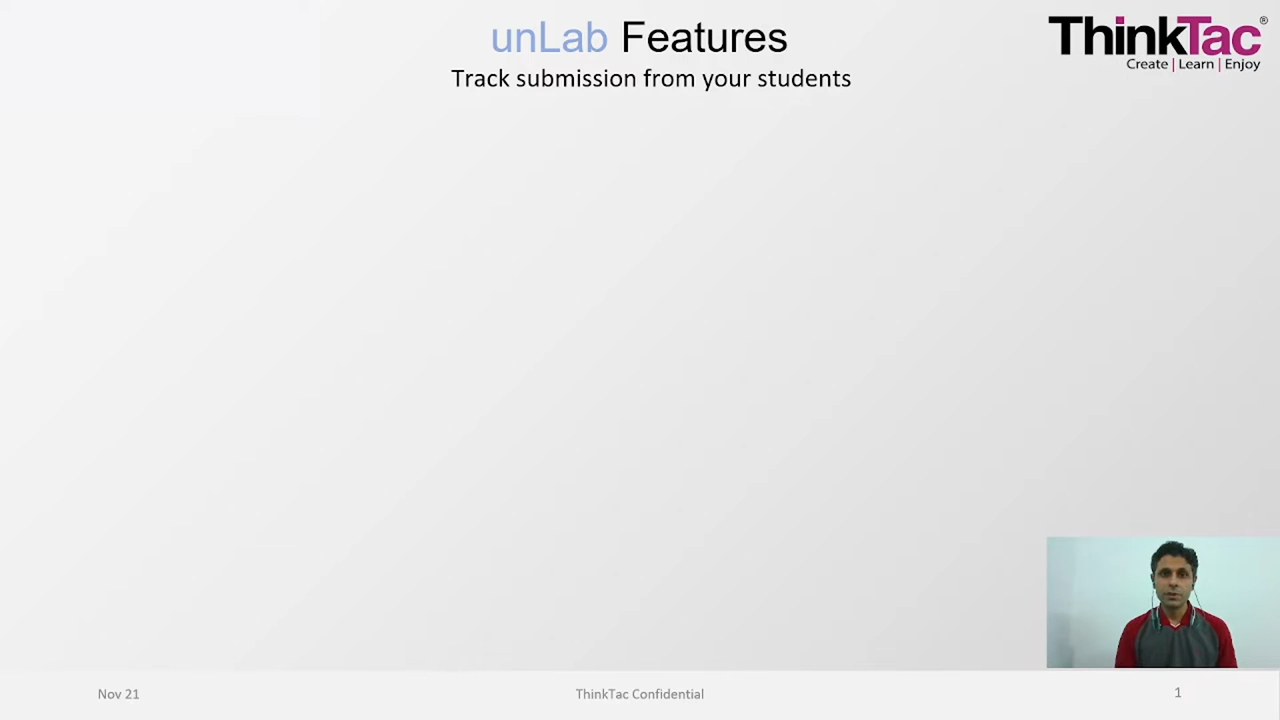 unLab Features
Track submission from your students
ThinkTac®
Create | Learn | Enjoy
Nov 21
ThinkTac Confidential
1